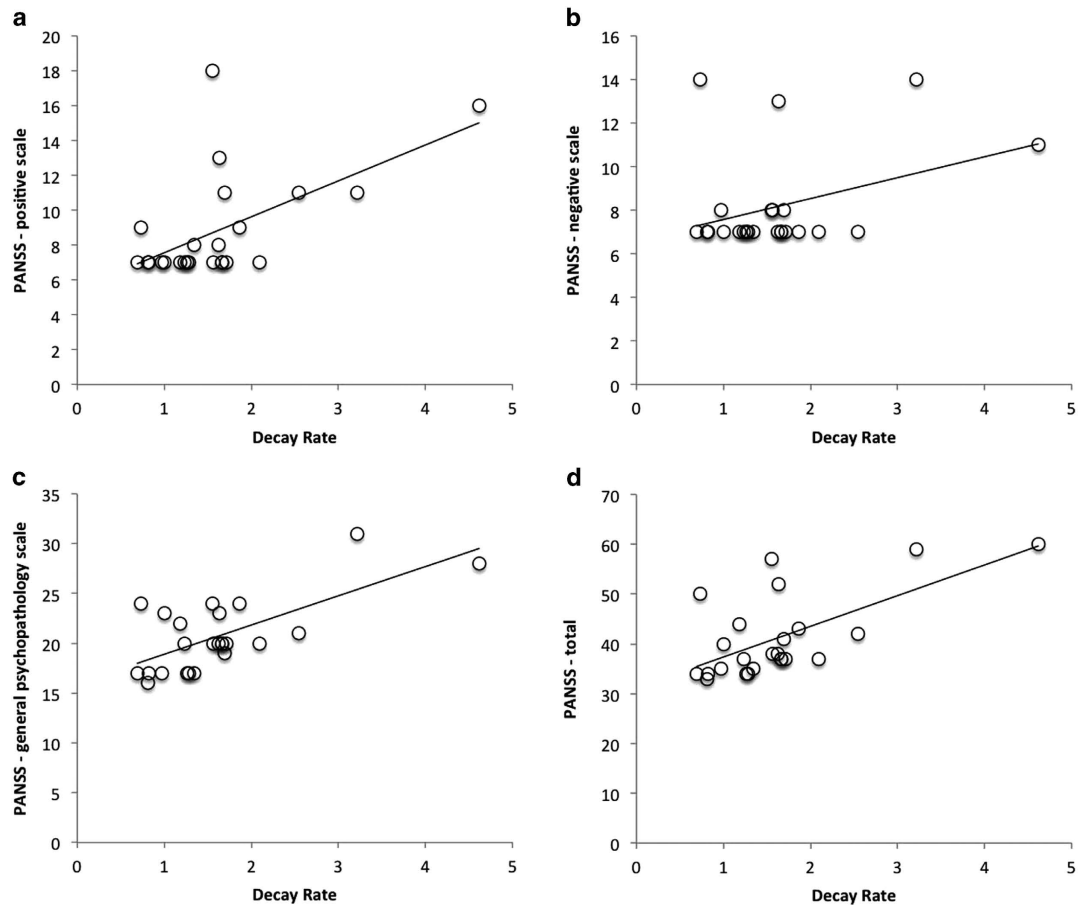 a
PANSS - positive scale
20
18
16
14
12
10
8
6
4
2
0
0 1 2 3 4 5
Decay Rate
b
PANSS - negative scale
16
14
12
10
8
6
4
2
0
0 1 2 3 4 5
Decay Rate
c
PANSS - general psychopathology scale
35
30
25
20
15
10
5
0
0 1 2 3 4 5
Decay Rate
d
PANSS - total
70
60
50
40
30
20
10
0
0 1 2 3 4 5
Decay Rate